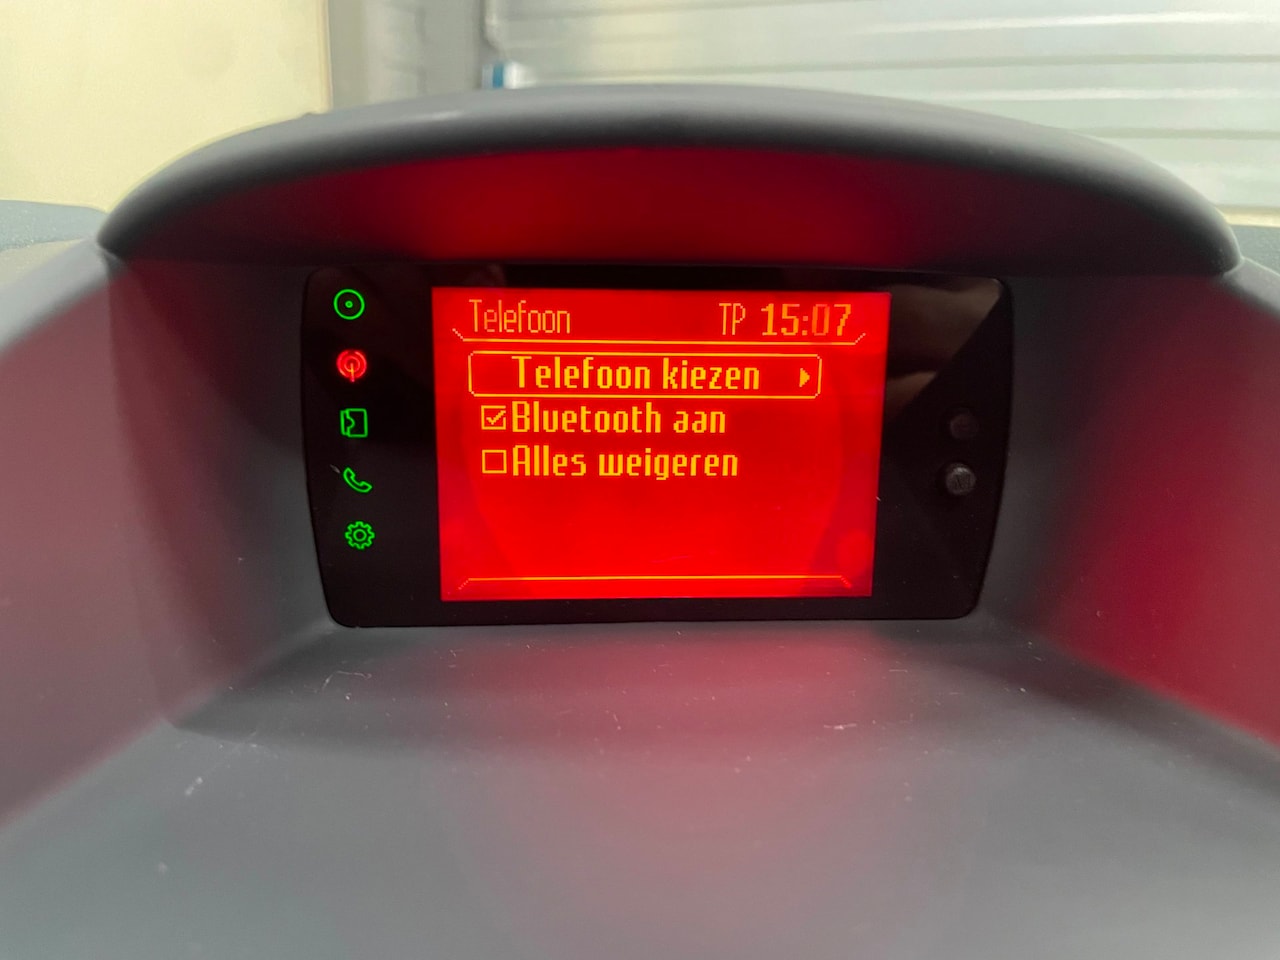 Telefoon TP 15:07
Telefoon kiezen
Bluetooth aan
Alles weigeren